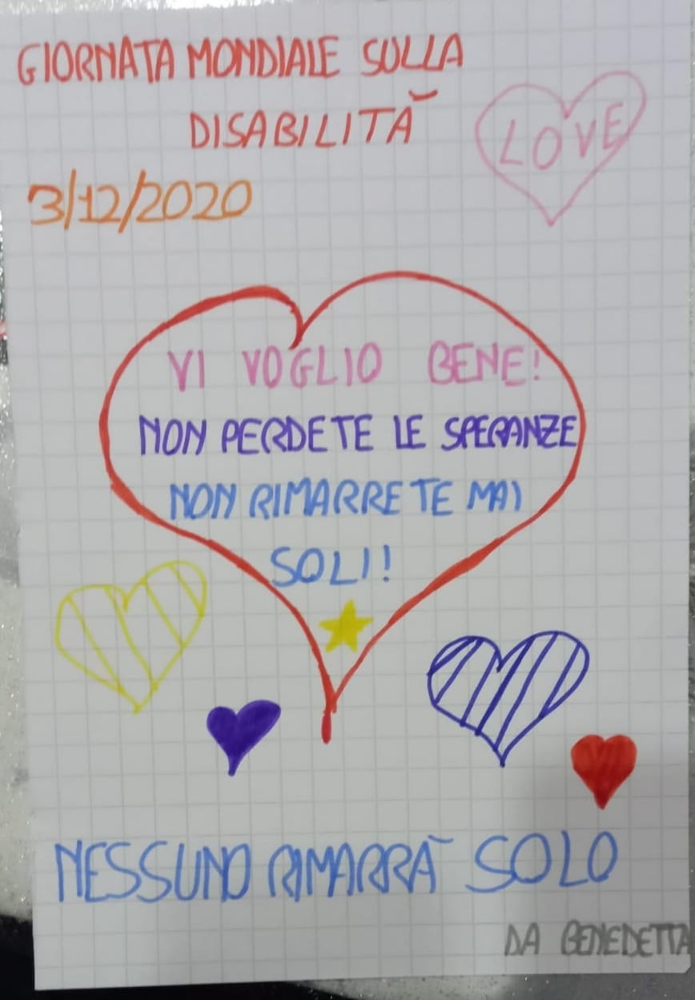 GIORNATA MONDIALE SULLA
DISABILITÀ
LOVE
3/12/2020
VI VOGLIO BENE!
NON PERDETE LE SPERANZE
NON RIMARRETE MAI
SOLI!
NESSUNO RIMARRÀ SOLO
DA BENEDETTA